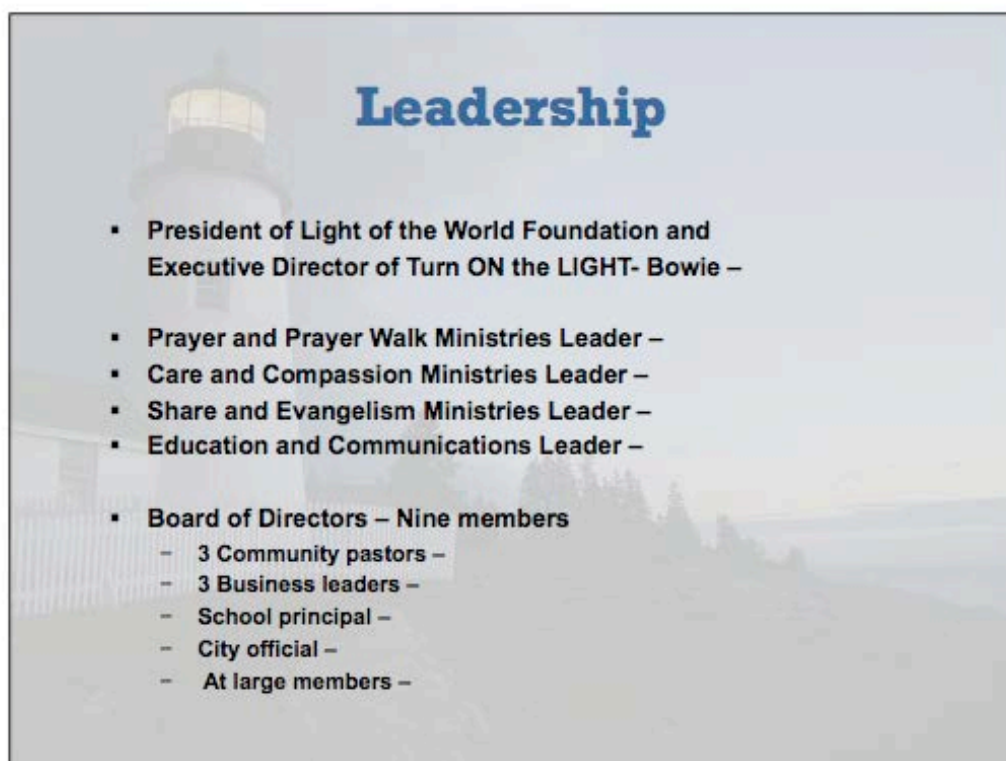 Leadership
▪ President of Light of the World Foundation and
Executive Director of Turn ON the LIGHT- Bowie –
▪ Prayer and Prayer Walk Ministries Leader –
▪ Care and Compassion Ministries Leader –
▪ Share and Evangelism Ministries Leader –
▪ Education and Communications Leader –
▪ Board of Directors – Nine members
– 3 Community pastors –
– 3 Business leaders –
– School principal –
– City official –
– At large members –